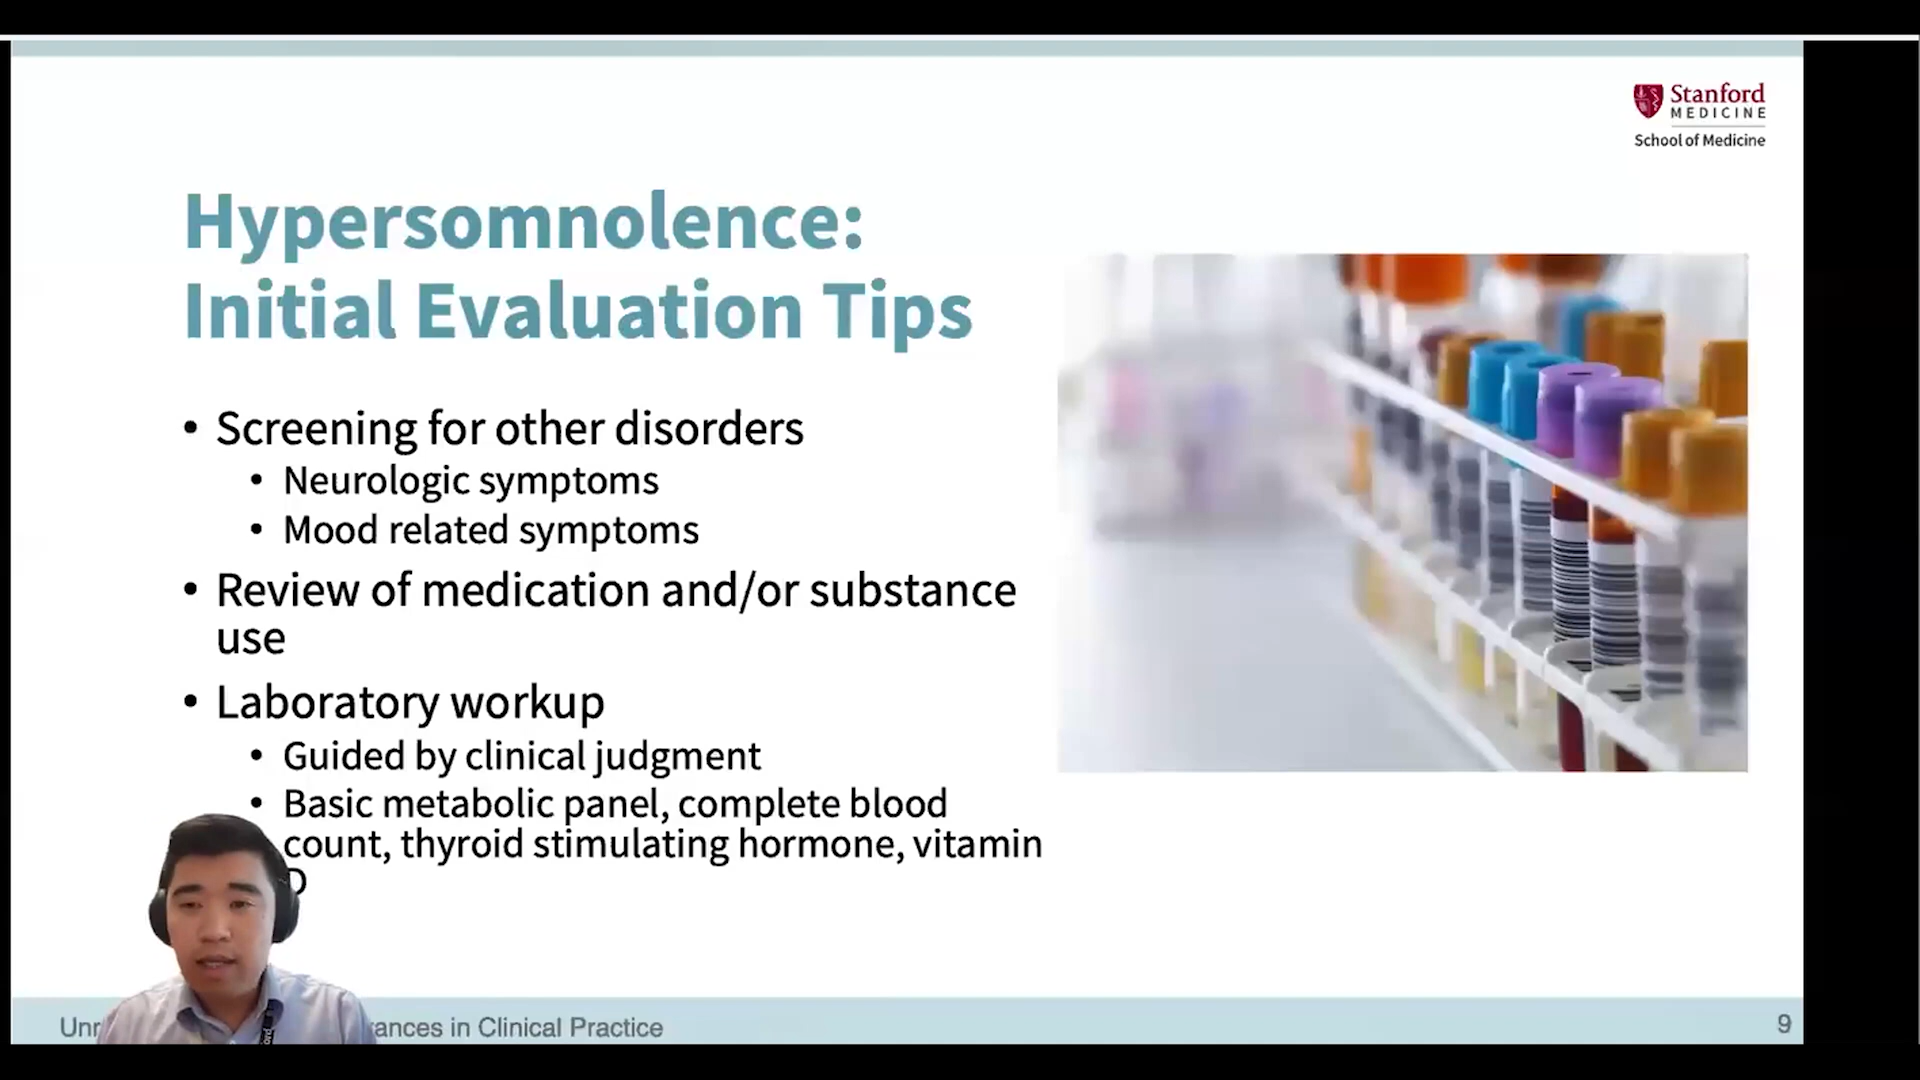 Stanford
MEDICINE
School of Medicine
Hypersomnolence:
Initial Evaluation Tips
• Screening for other disorders
• Neurologic symptoms
• Mood related symptoms
• Review of medication and/or substance
use
• Laboratory workup
• Guided by clinical judgment
• Basic metabolic panel, complete blood
count, thyroid stimulating hormone, vitamin
D
in Clinical Practice
9